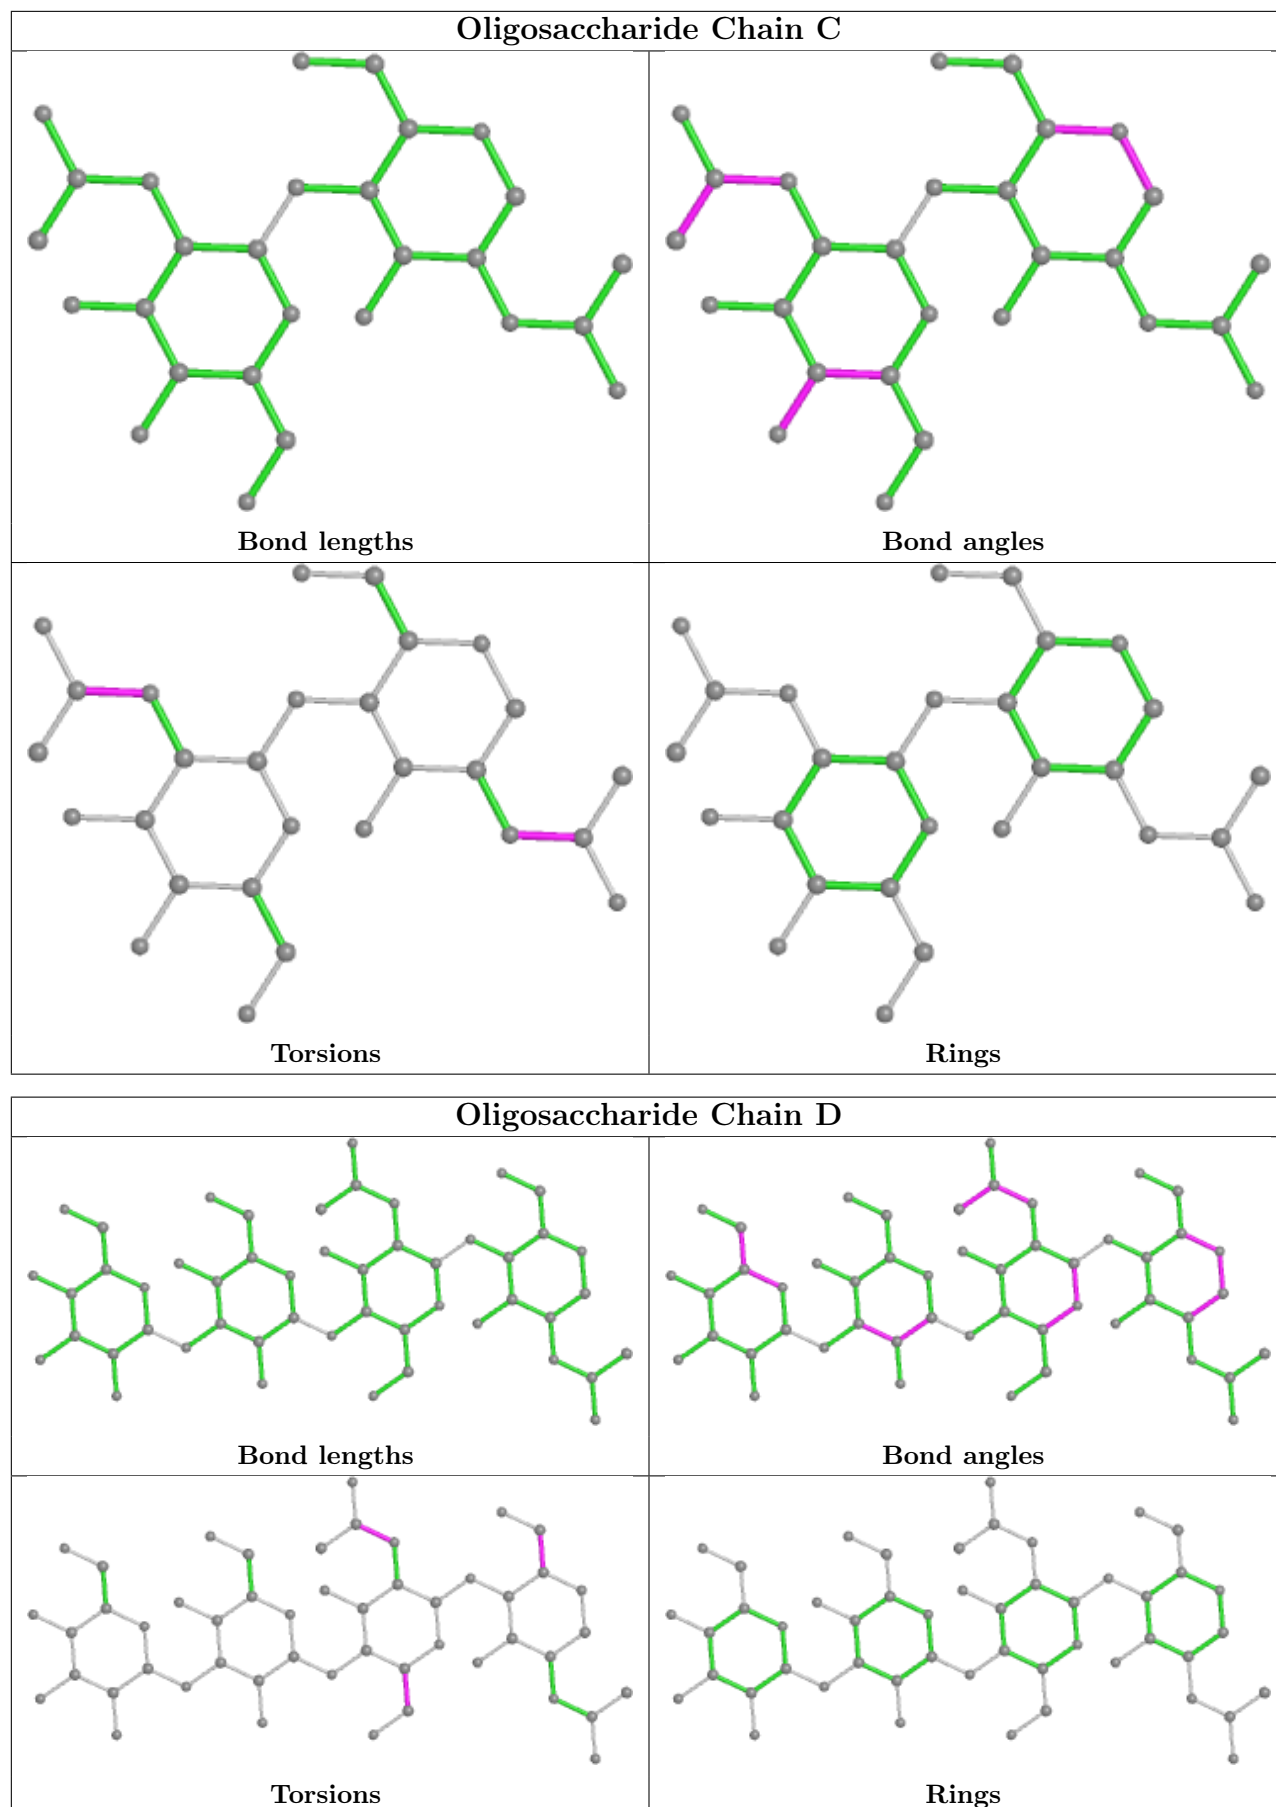 Oligosaccharide Chain C
Bond lengths
Bond angles
Torsions
Rings
Oligosaccharide Chain D
Bond lengths
Bond angles
Torsions
Rings